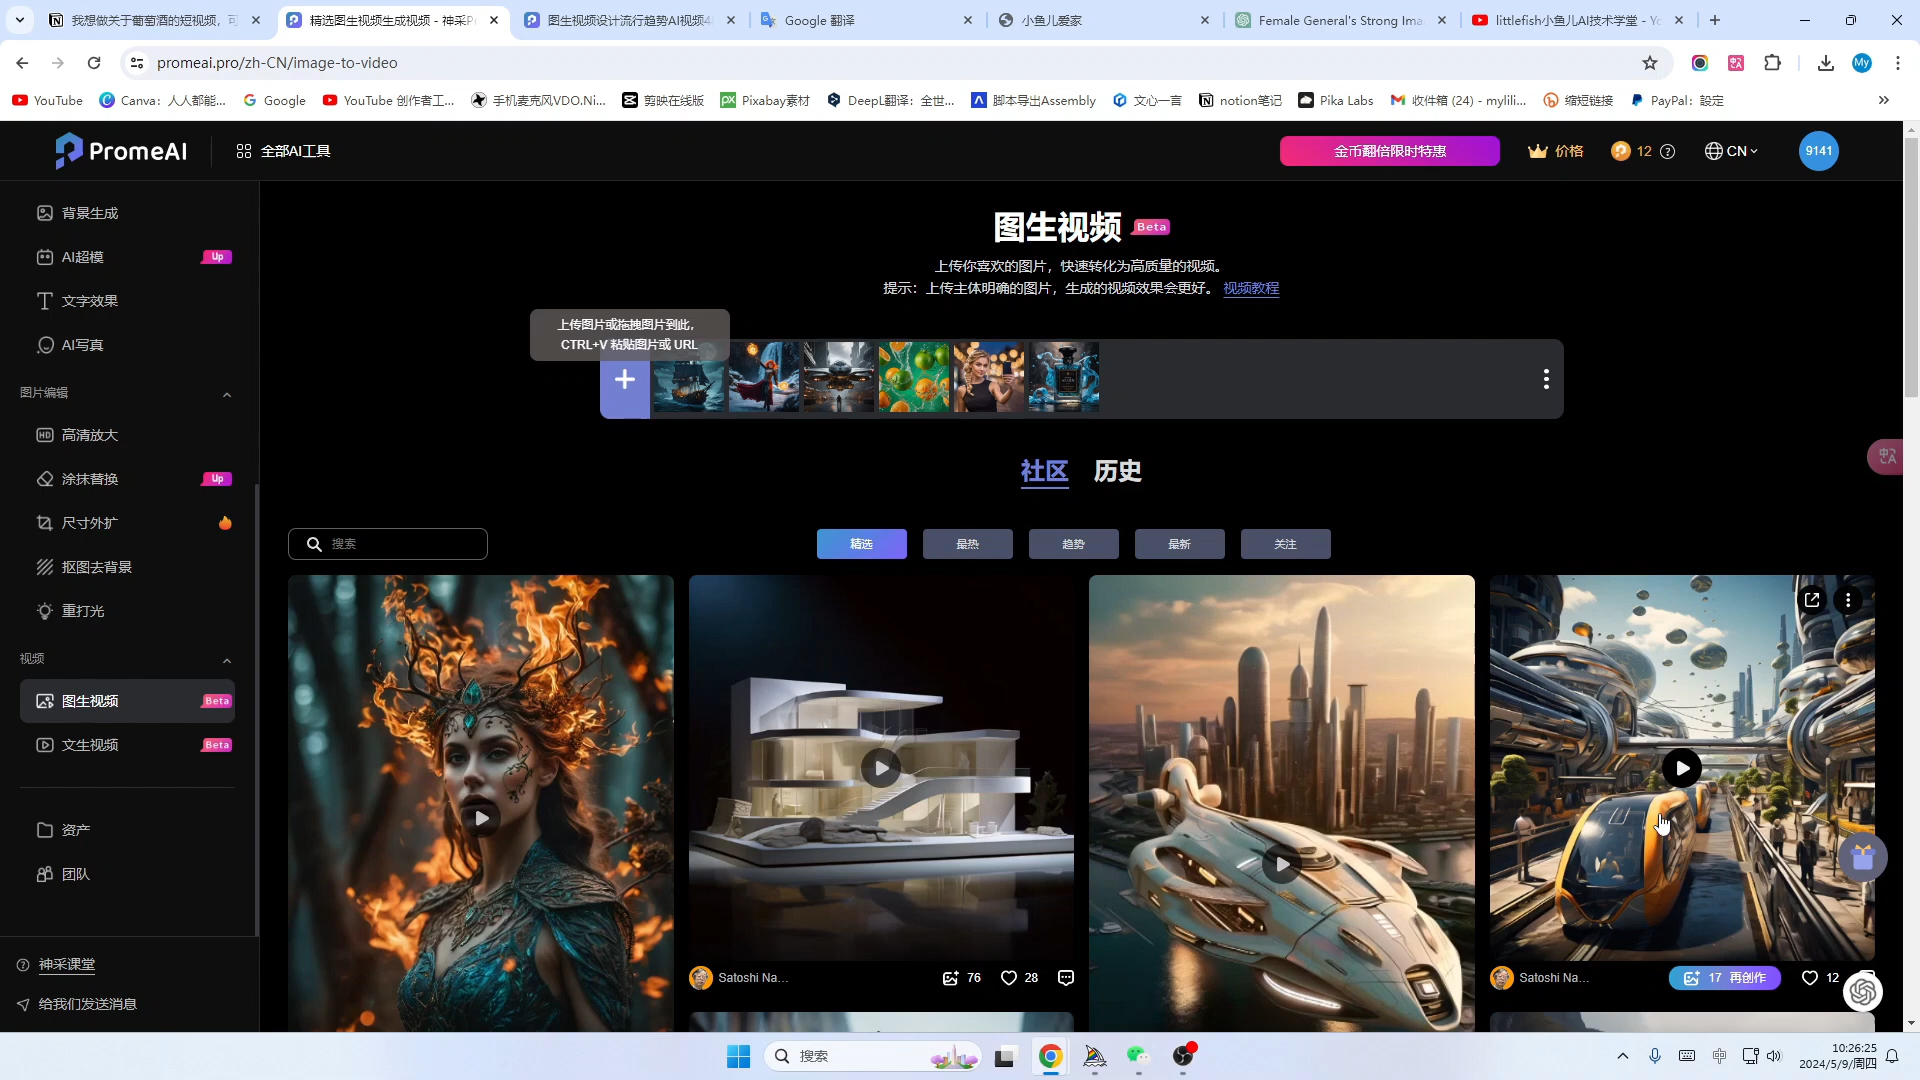 我想做关于葡萄酒的短视频，可
精选图生视频生成视频 - 神采P
图生视频设计流行趋势AI视频4
Google 翻译
小鱼儿爱家
Female General's Strong Ima
littlefish小鱼儿AI技术学堂 - Yo
promeai.pro/zh-CN/image-to-video
My
YouTube
Canva：人人都能...
Google
YouTube 创作者工...
手机麦克风VDO.Ni...
剪映在线版
Pixabay素材
DeepL翻译：全世...
脚本导出Assembly
文心一言
notion笔记
Pika Labs
收件箱 (24) - mylili...
缩短链接
PayPal：設定
PromeAI
全部AI工具
金币翻倍限时特惠
价格
12
CN
9141
背景生成
AI超模
Up
文字效果
AI写真
图片编辑
HD
高清放大
涂抹替换
Up
尺寸外扩
抠图去背景
重打光
视频
图生视频
Beta
文生视频
Beta
资产
团队
神采课堂
给我们发送消息
图生视频
Beta
上传你喜欢的图片，快速转化为高质量的视频。
提示：上传主体明确的图片，生成的视频效果会更好。 视频教程
上传图片或拖拽图片到此，
CTRL+V 粘贴图片或 URL
社区
历史
搜索
精选
最热
趋势
最新
关注
Satoshi Na...
76
28
Satoshi Na...
17 再创作
12
搜索
中
10:26:25
2024/5/9/周四